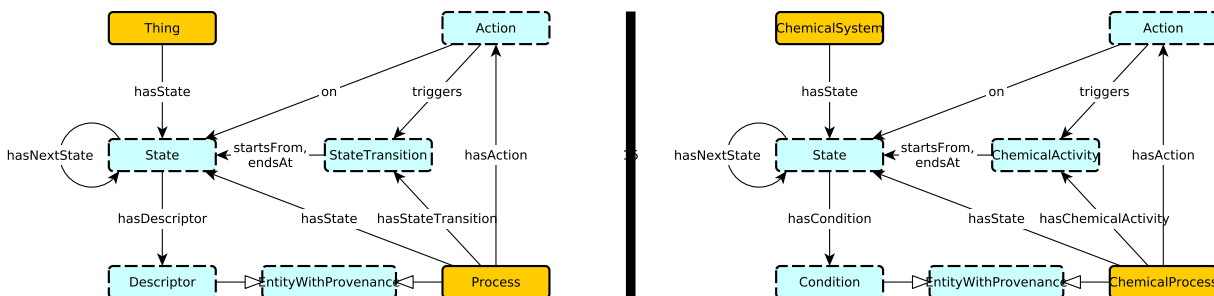 Thing
Action
ChemicalSystem
Action
hasState
on
triggers
hasState
on
triggers
hasNextState
State
startsFrom,
endsAt
StateTransition
hasAction
hasNextState
State
startsFrom,
endsAt
ChemicalActivity
hasAction
hasDescriptor
hasState
hasStateTransition
hasCondition
hasState
hasChemicalActivity
Descriptor
EntityWithProvenance
Process
Condition
EntityWithProvenance
ChemicalProcess